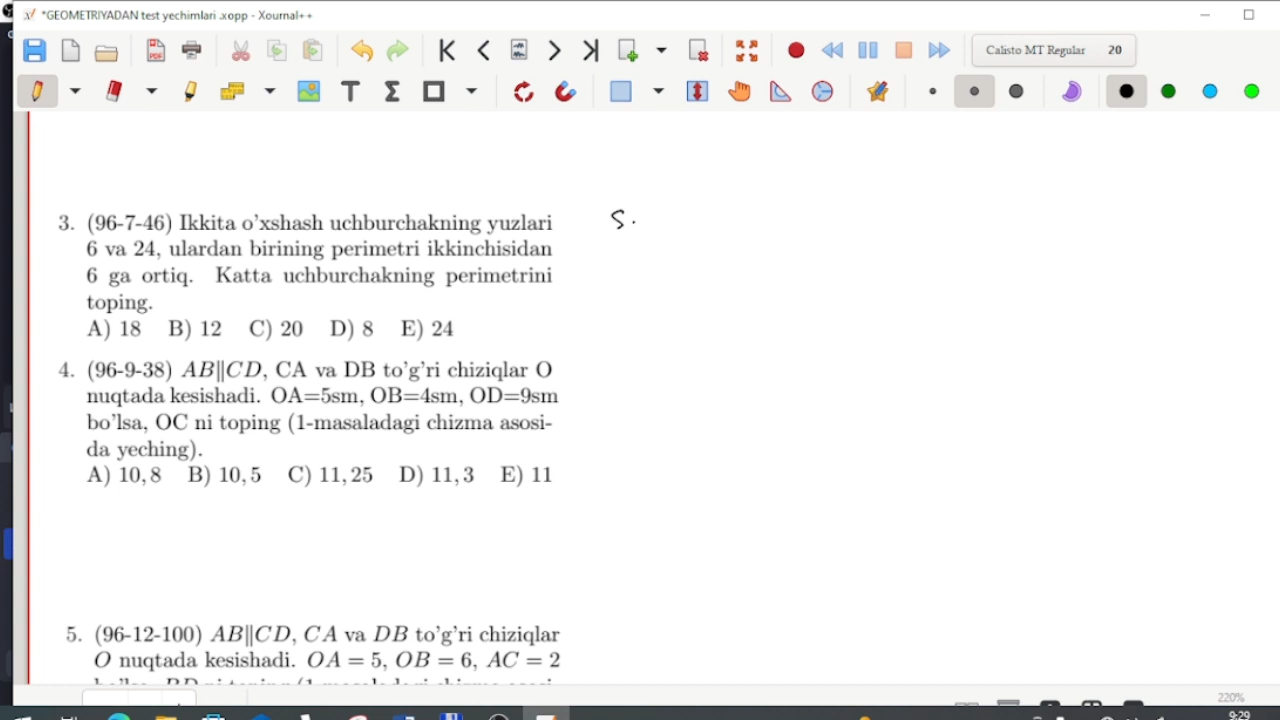 *GEOMETRIYADAN test yechimlari .xopp - Xournal++
Calisto MT Regular 20
3. (96-7-46) Ikkita o'xshash uchburchakning yuzlari
6 va 24, ulardan birining perimetri ikkinchisidan
6 ga ortiq. Katta uchburchakning perimetrini
toping.
A) 18 B) 12 C) 20 D) 8 E) 24
S.
4. (96-9-38) AB||CD, CA va DB to'g'ri chiziqlar O
nuqtada kesishadi. OA=5sm, OB=4sm, OD=9sm
bo'lsa, OC ni toping (1-masaladagi chizma asosi-
da yeching).
A) 10,8 B) 10,5 C) 11,25 D) 11,3 E) 11
5. (96-12-100) AB||CD, CA va DB to'g'ri chiziqlar
O nuqtada kesishadi. OA = 5, OB = 6, AC = 2
220%
9:29